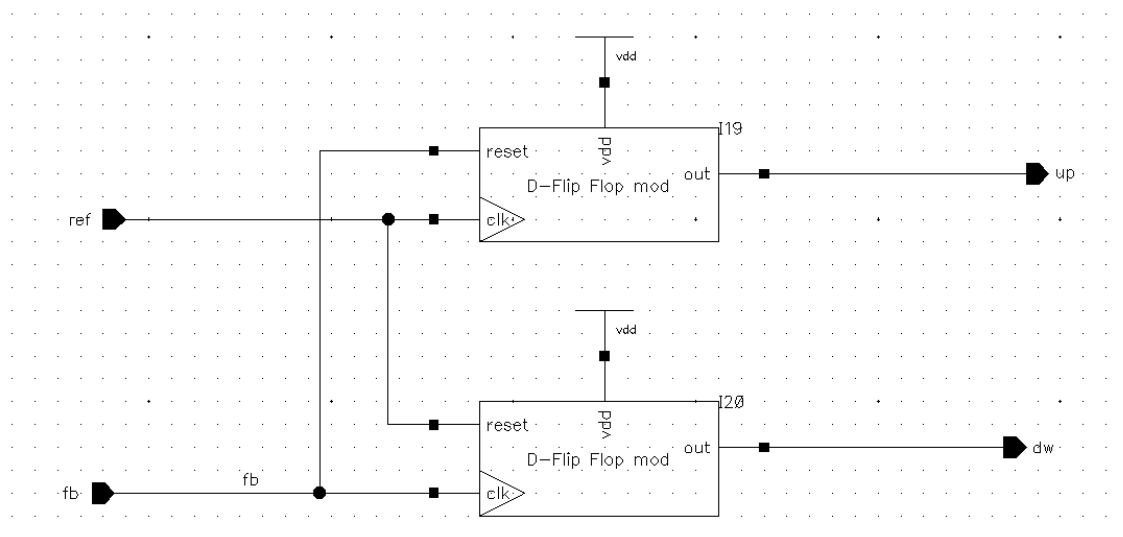 vdd
I19
reset
vdd
out
up
D-Flip Flop mod
ref
clk
vdd
I20
reset
vdd
out
dw
D-Flip Flop mod
fb
fb
clk